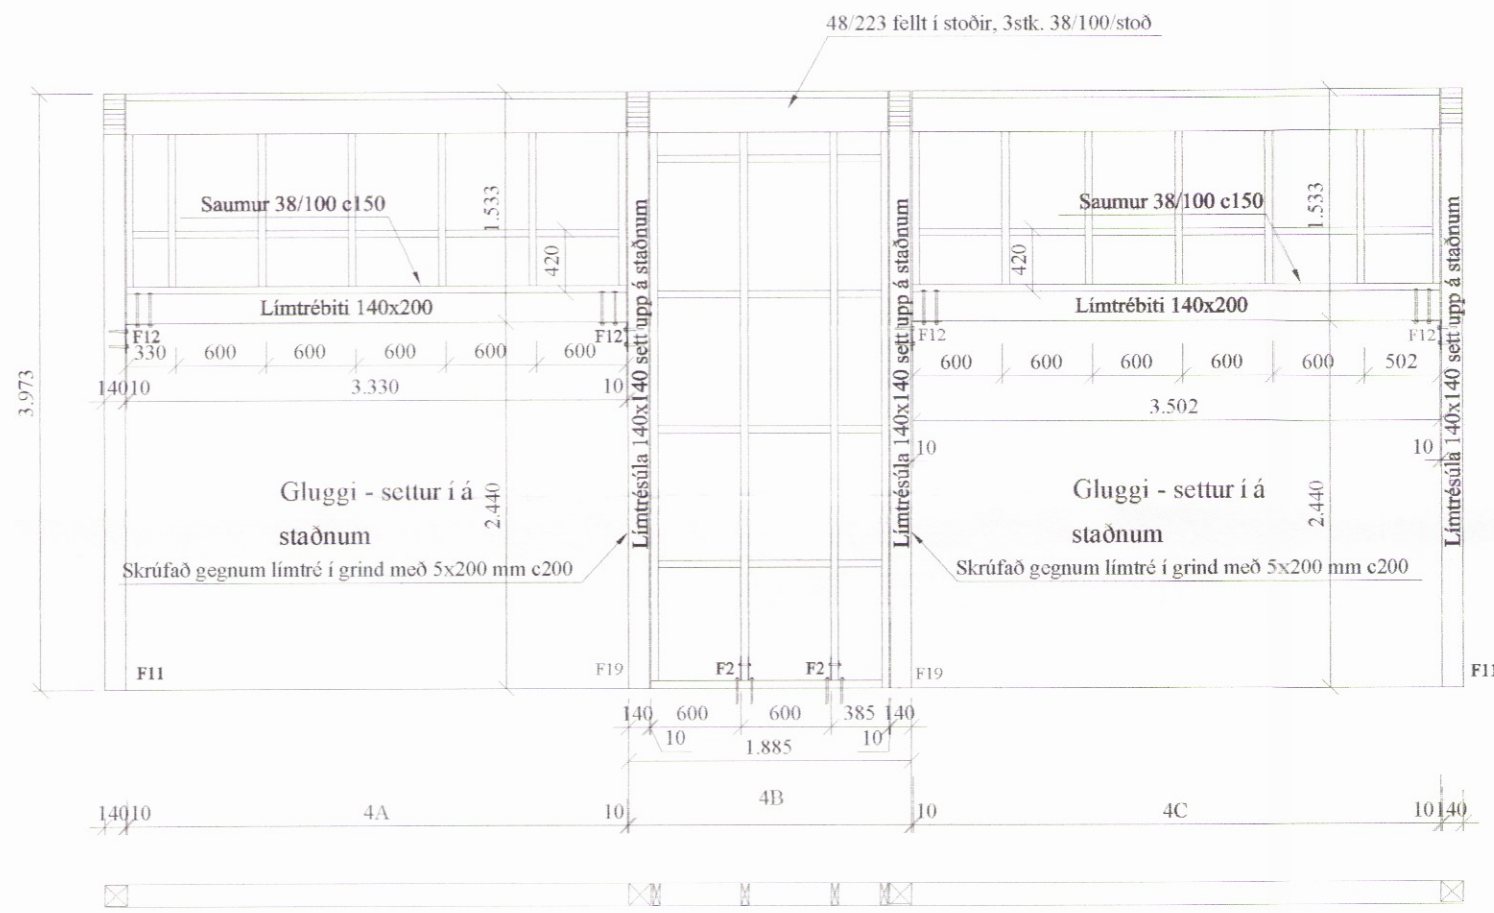 48/223 fellt í stoðir, 3stk. 38/100/stoð
Saumur 38/100 c150
1.533
420
Límtrébiti 140x200
F12
F12
330 600 600 600 600 600
140 10 3.330 10
3.973
Gluggi - settur í á
staðnum
2.440
Skrúfað gegnum límtré í grind með 5x200 mm c200
F11
F19
Límtrésúla 140x140 sett upp á staðnum
F2
F2
140 600 600 385 140
10 1.885 10
Límtrésúla 140x140 sett upp á staðnum
Saumur 38/100 c150
1.533
420
Límtrébiti 140x200
F12
F12
600 600 600 600 600 502
3.502
10 10
Gluggi - settur í á
staðnum
2.440
Skrúfað gegnum límtré í grind með 5x200 mm c200
F19
F11
Límtrésúla 140x140 sett upp á staðnum
140 10 4A 10 4B 10 4C 10 140